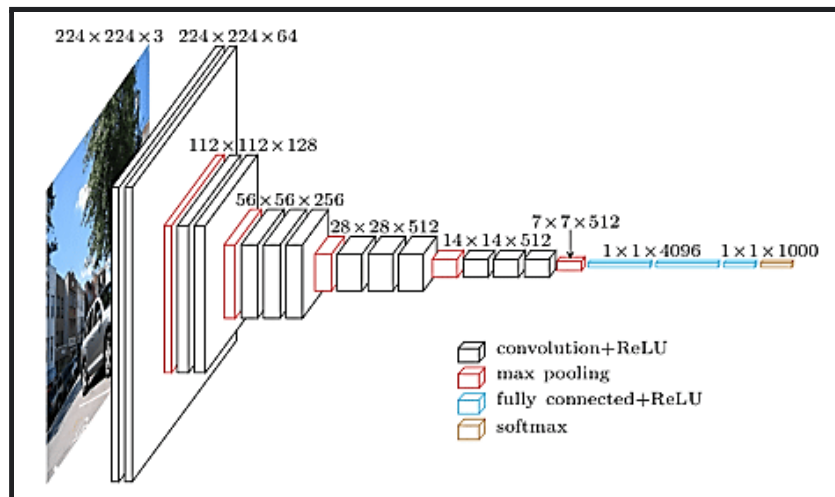 224×224×3
224×224×64
112×112×128
56×56×256
28×28×512
14×14×512
7×7×512
1×1×4096
1×1×1000
convolution+ReLU
max pooling
fully connected+ReLU
softmax